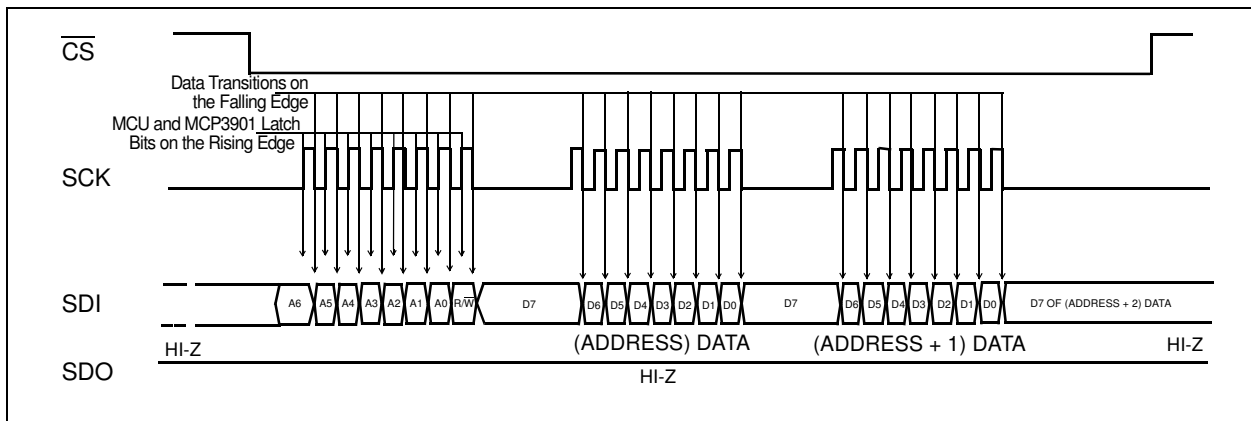 CS
Data Transitions on
the Falling Edge
MCU and MCP3901 Latch
Bits on the Rising Edge
SCK
SDI
A6 A5 A4 A3 A2 A1 A0 R/W D7 D6 D5 D4 D3 D2 D1 D0 D7 D6 D5 D4 D3 D2 D1 D0 D7 OF (ADDRESS + 2) DATA
HI-Z (ADDRESS) DATA (ADDRESS + 1) DATA HI-Z
SDO
HI-Z